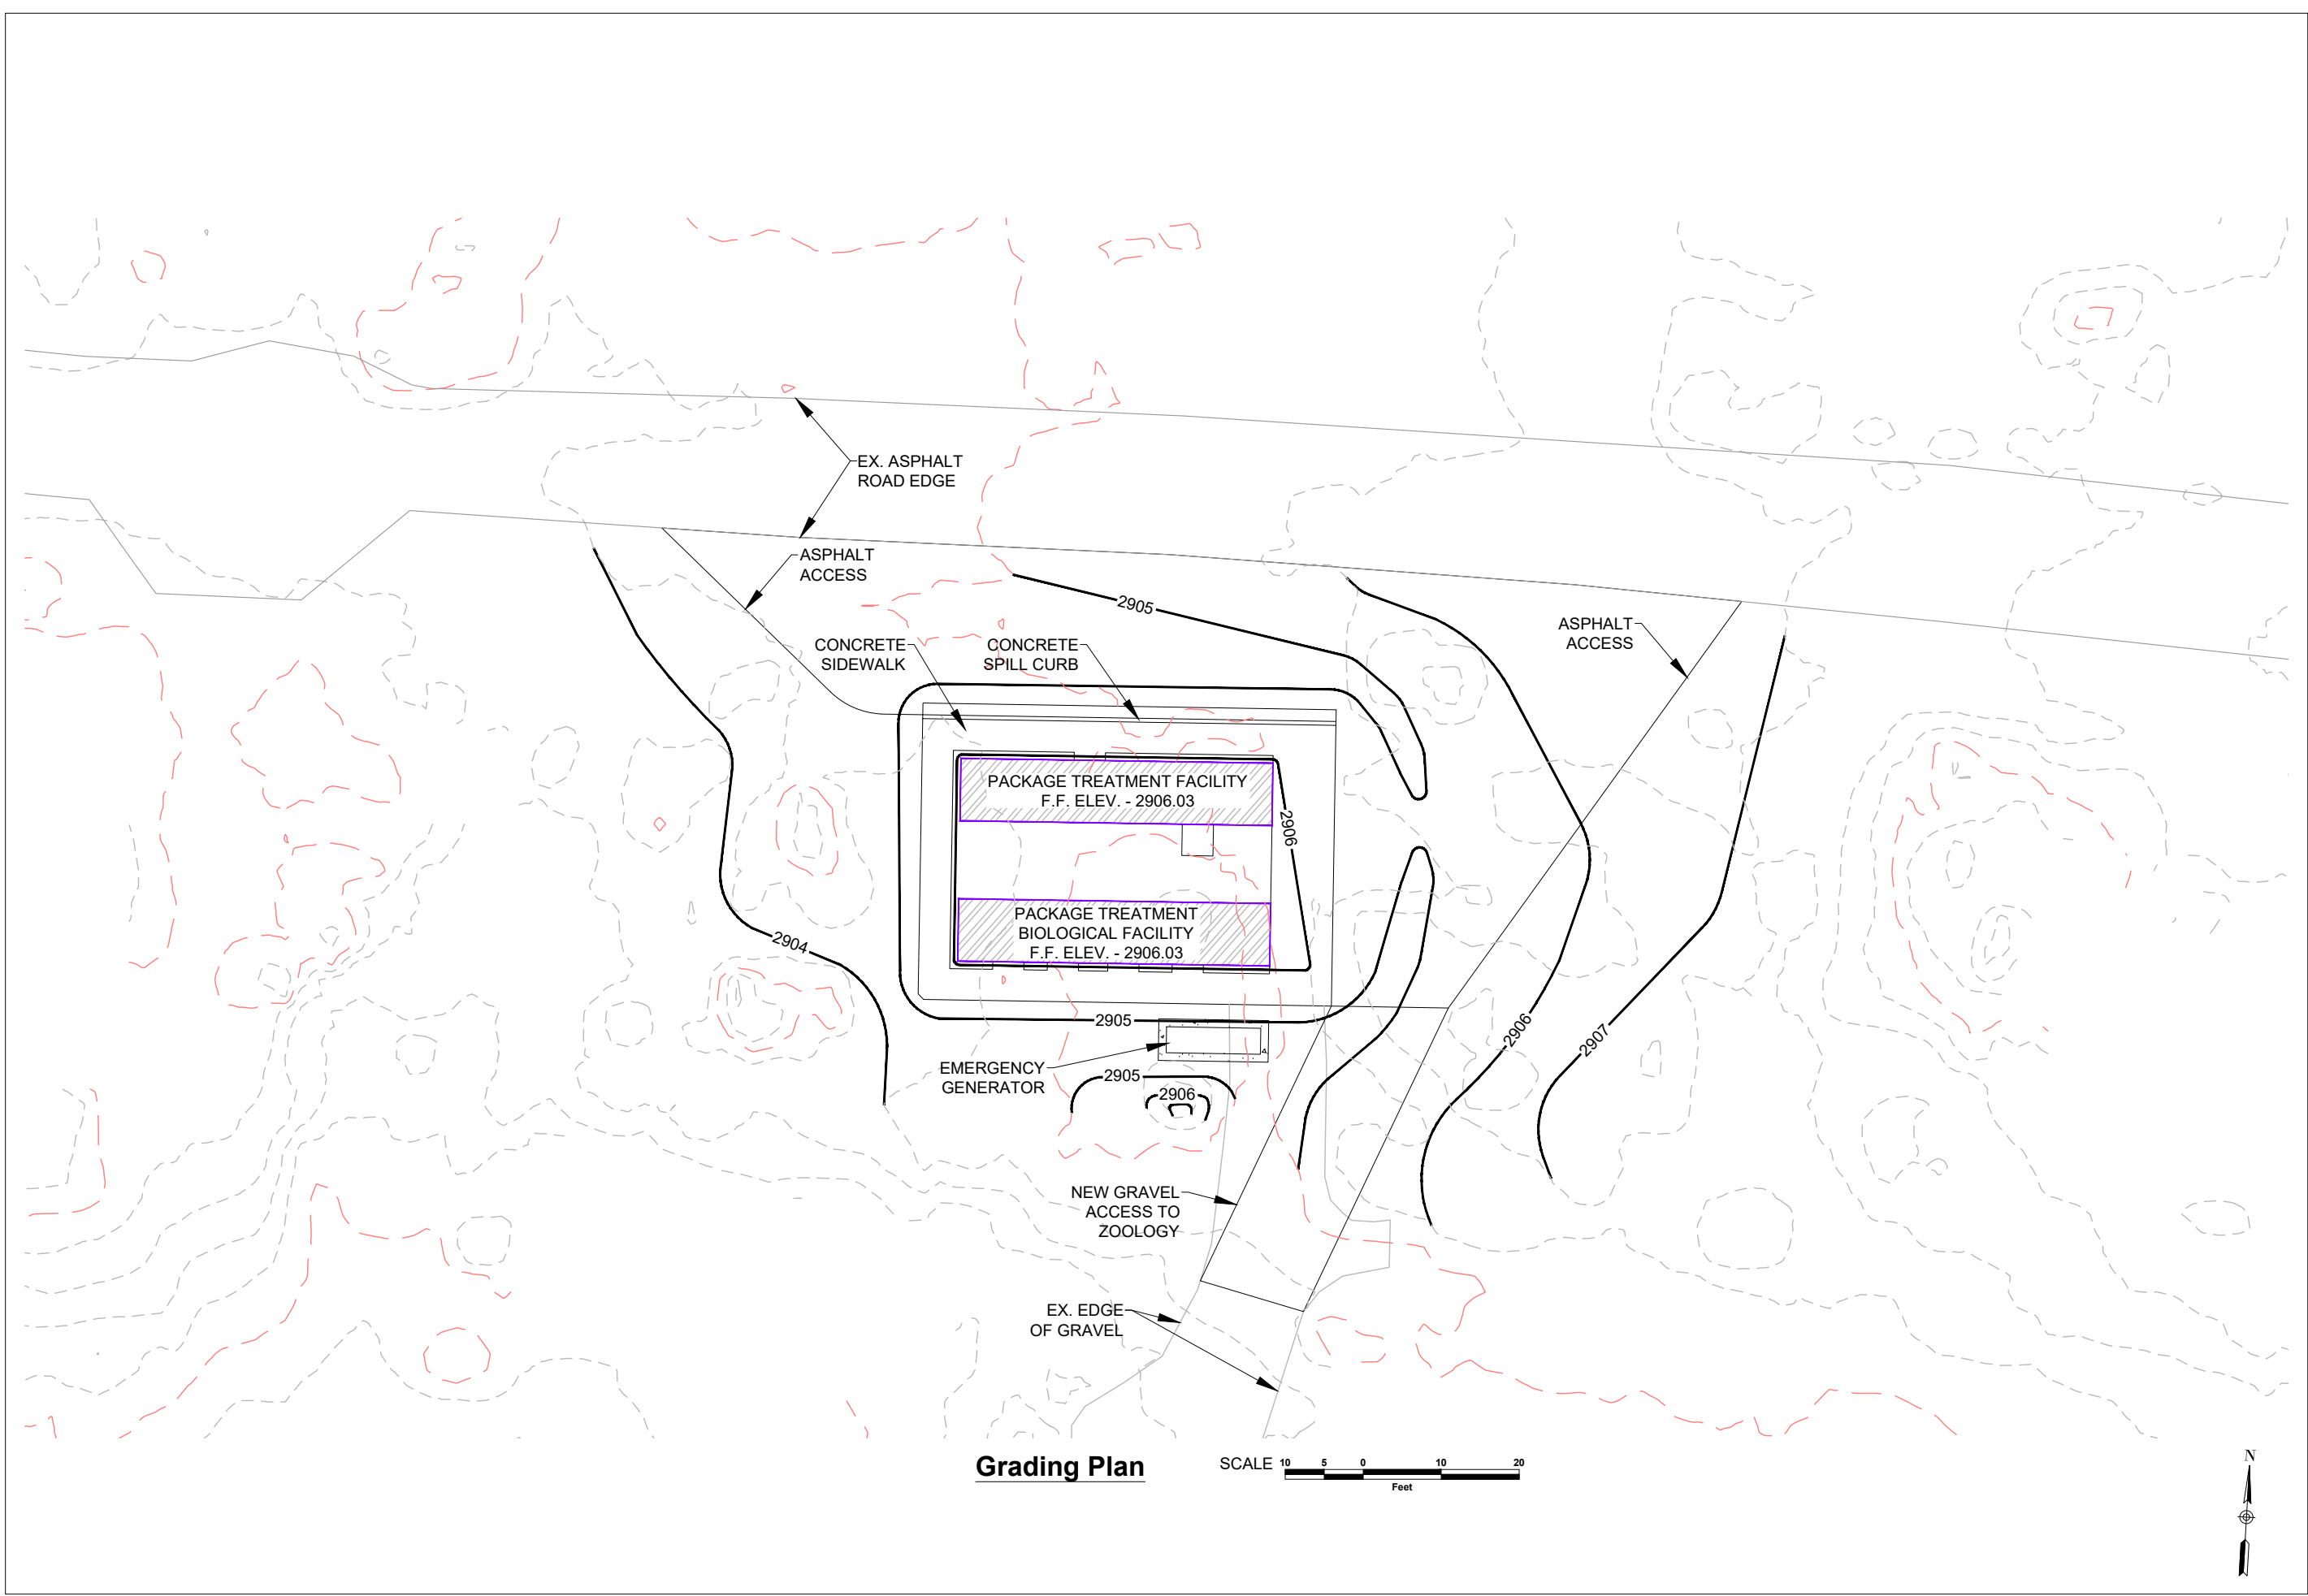 EX. ASPHALT
ROAD EDGE
ASPHALT
ACCESS
2905
ASPHALT
ACCESS
CONCRETE
SIDEWALK
CONCRETE
SPILL CURB
PACKAGE TREATMENT FACILITY
F.F. ELEV. - 2906.03
2906
PACKAGE TREATMENT
BIOLOGICAL FACILITY
F.F. ELEV. - 2906.03
2904
2905
2906
2907
EMERGENCY
GENERATOR
2905
2906
NEW GRAVEL
ACCESS TO
ZOOLOGY
EX. EDGE
OF GRAVEL
Grading Plan
SCALE
10 5 0 10 20
Feet
N